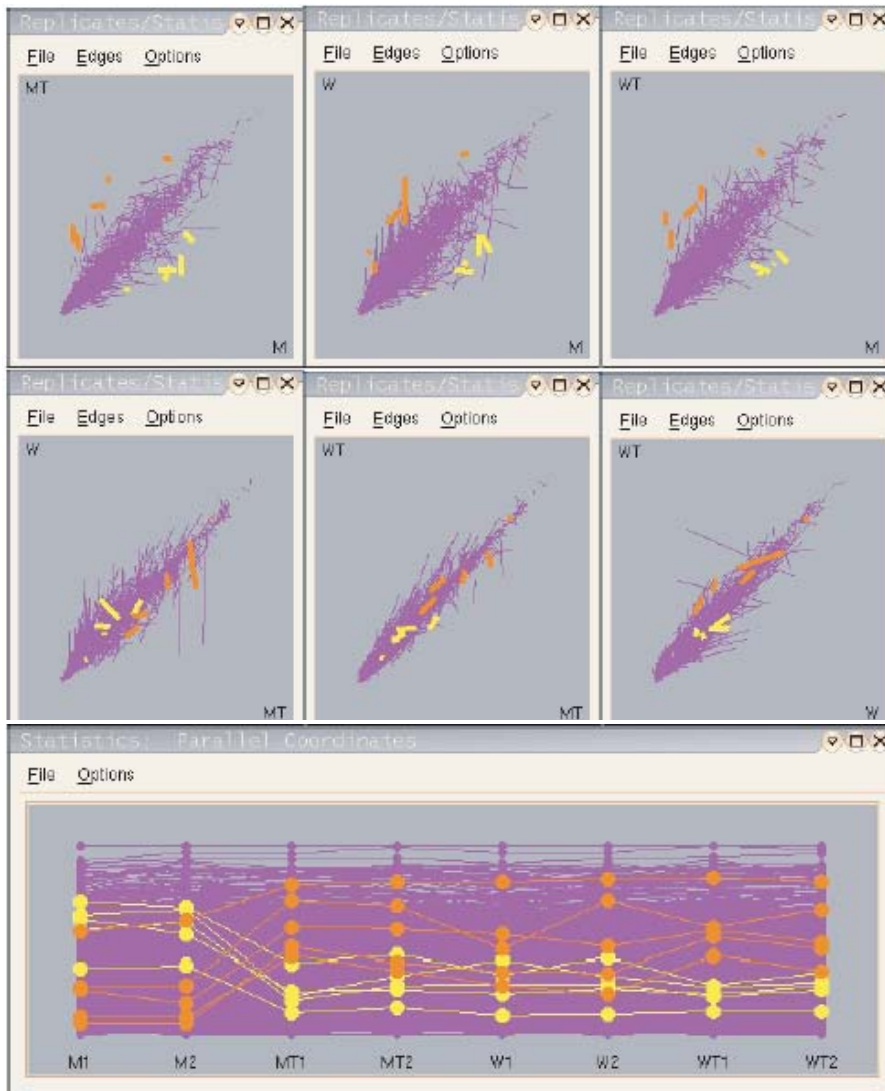 Replicates/Statis
Replicates/Statis
Replicates/Statis
File Edges Options
File Edges Options
File Edges Options
MT
W
WT
M
M
M
Replicates/Statis
Replicates/Statis
Replicates/Statis
File Edges Options
File Edges Options
File Edges Options
W
WT
WT
MT
MT
W
Statistics: Parallel Coordinates
File Options
M1 M2 MT1 MT2 W1 W2 WT1 WT2